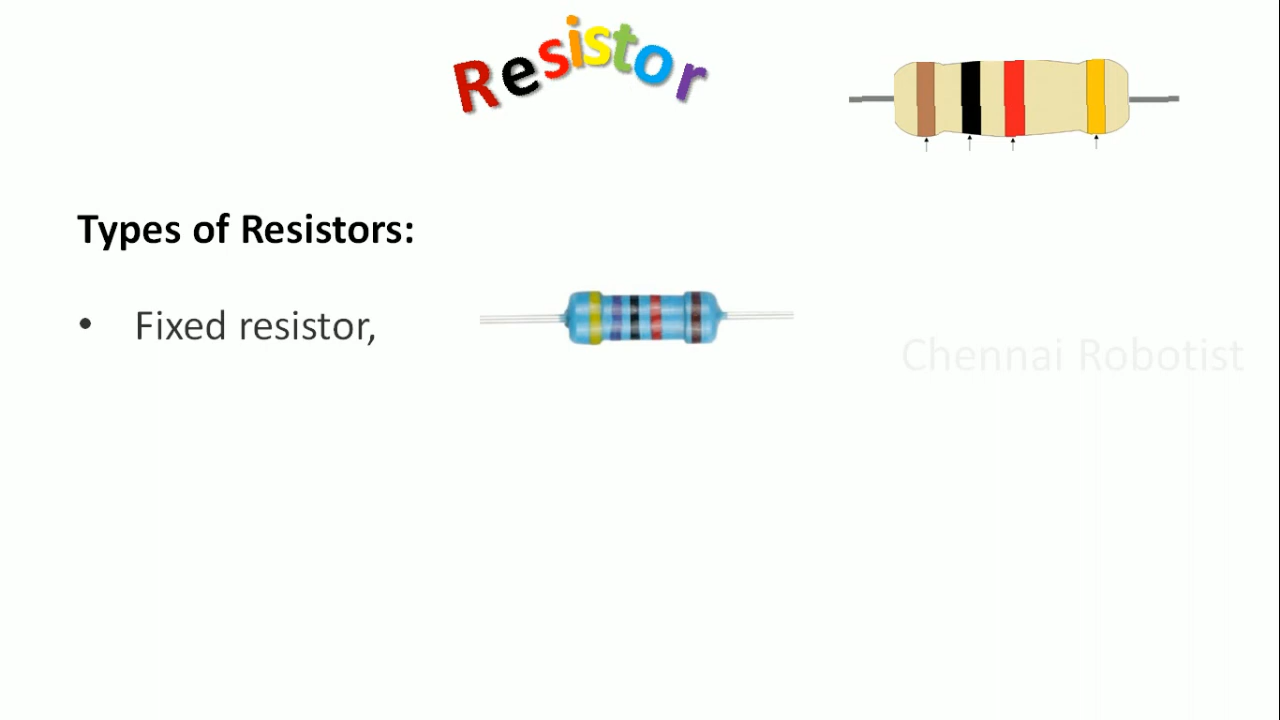 Resistor
Types of Resistors:
• Fixed resistor,
Chennai Robotist